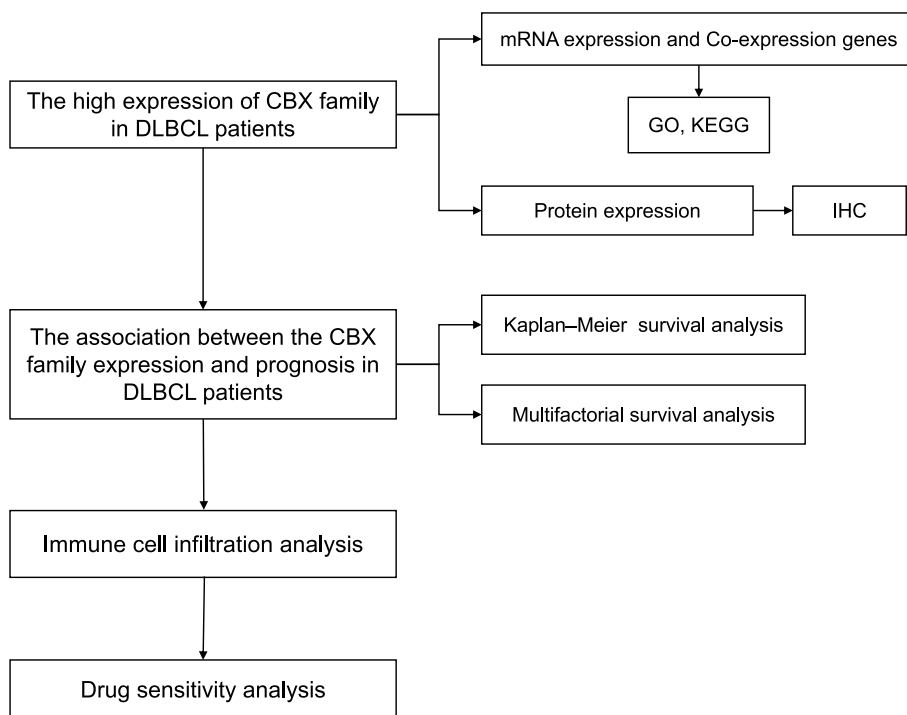 mRNA expression and Co-expression genes
The high expression of CBX family
in DLBCL patients
GO, KEGG
Protein expression
IHC
The association between the CBX
family expression and prognosis in
DLBCL patients
Kaplan–Meier survival analysis
Multifactorial survival analysis
Immune cell infiltration analysis
Drug sensitivity analysis